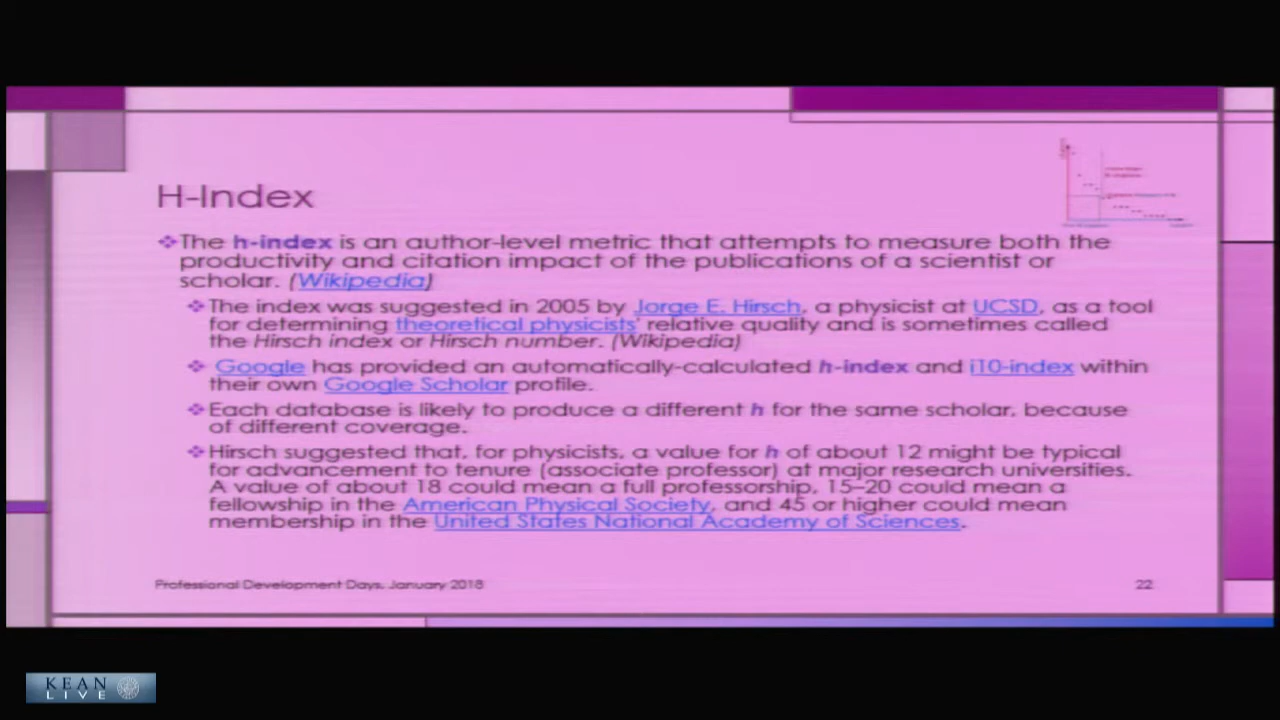 H-Index
The h-index is an author-level metric that attempts to measure both the
productivity and citation impact of the publications of a scientist or
scholar. (Wikipedia)
The index was suggested in 2005 by Jorge E. Hirsch, a physicist at UCSD, as a tool
for determining theoretical physicists' relative quality and is sometimes called
the Hirsch index or Hirsch number. (Wikipedia)
Google has provided an automatically-calculated h-index and i10-index within
their own Google Scholar profile.
Each database is likely to produce a different h for the same scholar, because
of different coverage.
Hirsch suggested that, for physicists, a value for h of about 12 might be typical
for advancement to tenure (associate professor) at major research universities.
A value of about 18 could mean a full professorship, 15–20 could mean a
fellowship in the American Physical Society, and 45 or higher could mean
membership in the United States National Academy of Sciences.
Professional Development Days, January 2018
22
KEAN
LIVE